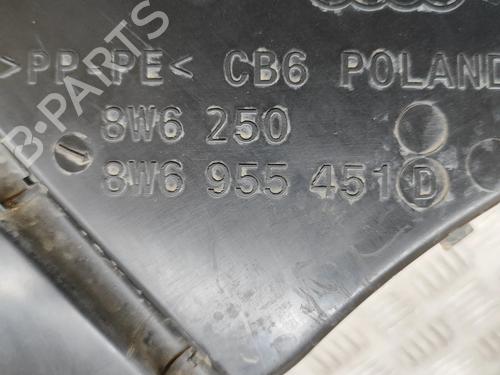 >PP-PE< CB6 POLAND
8W6 250
8W6 955 451 D
B-PARTS